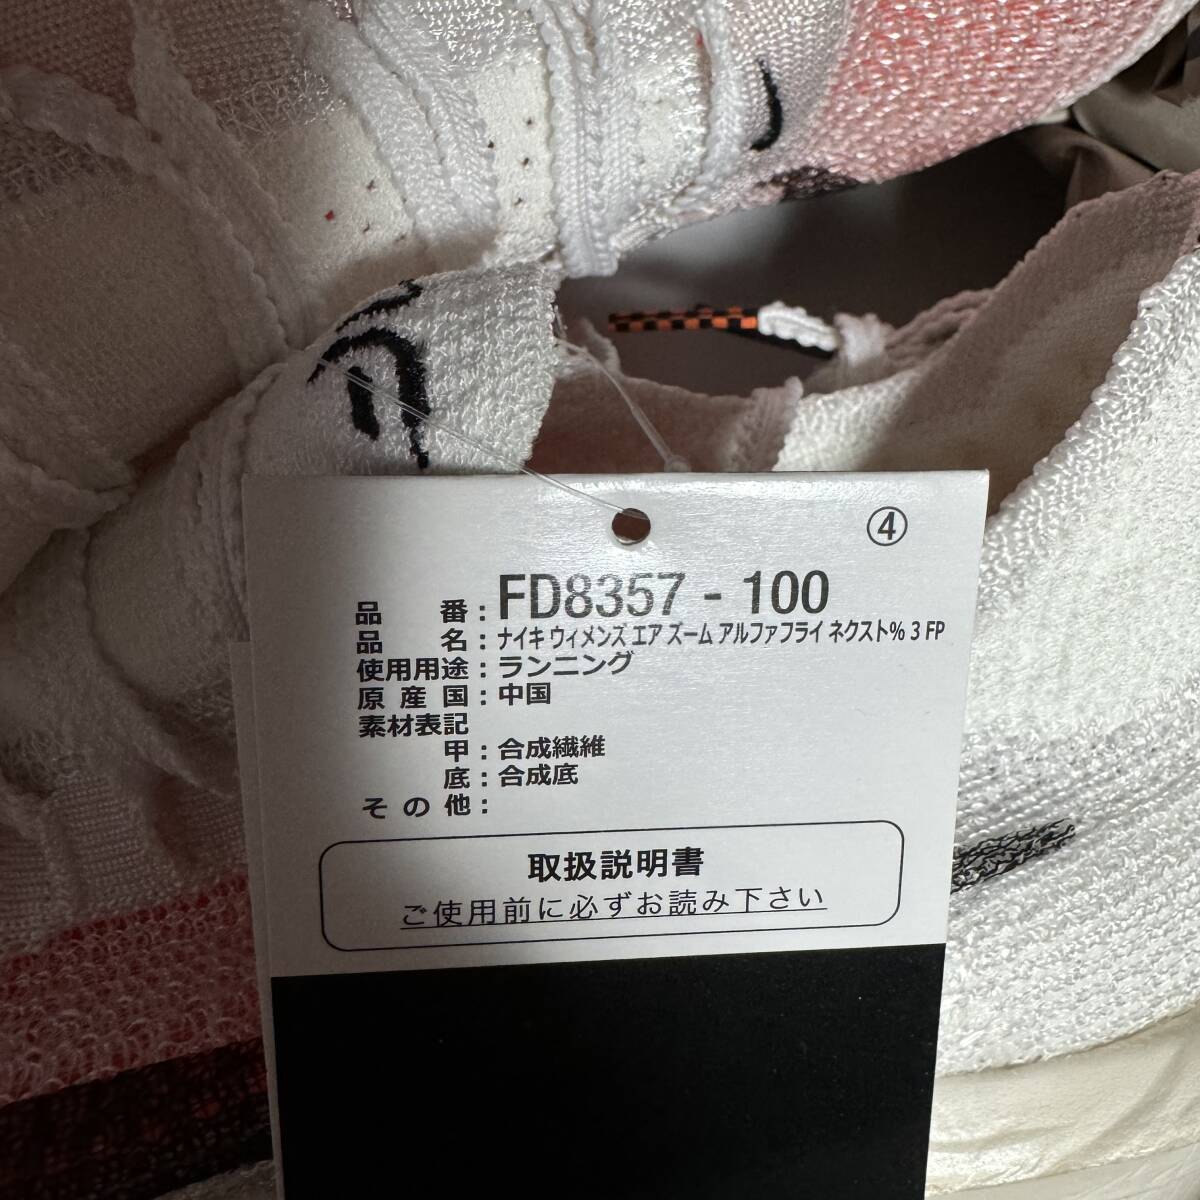 ④
品 番 : FD8357 - 100
品 名 : ナイキ ウィメンズ エア ズーム アルファフライ ネクスト% 3 FP
使用用途 : ランニング
原 産 国 : 中国
素材表記
甲 : 合成繊維
底 : 合成底
そ の 他 :
取扱説明書
ご使用前に必ずお読み下さい